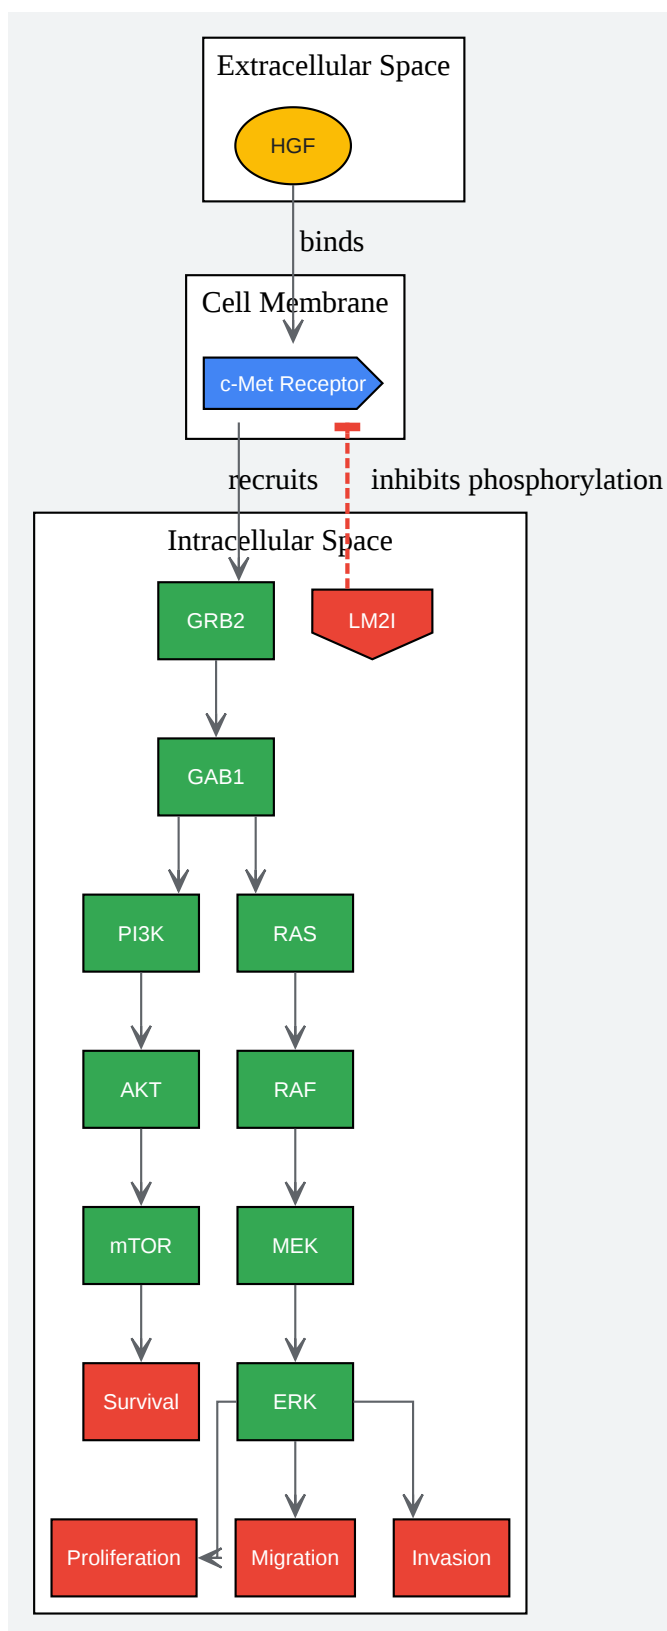 Extracellular Space
HGF
binds
Cell Membrane
c-Met Receptor
recruits
inhibits phosphorylation
Intracellular Space
GRB2
LM2I
GAB1
PI3K
RAS
AKT
RAF
mTOR
MEK
Survival
ERK
Proliferation
Migration
Invasion